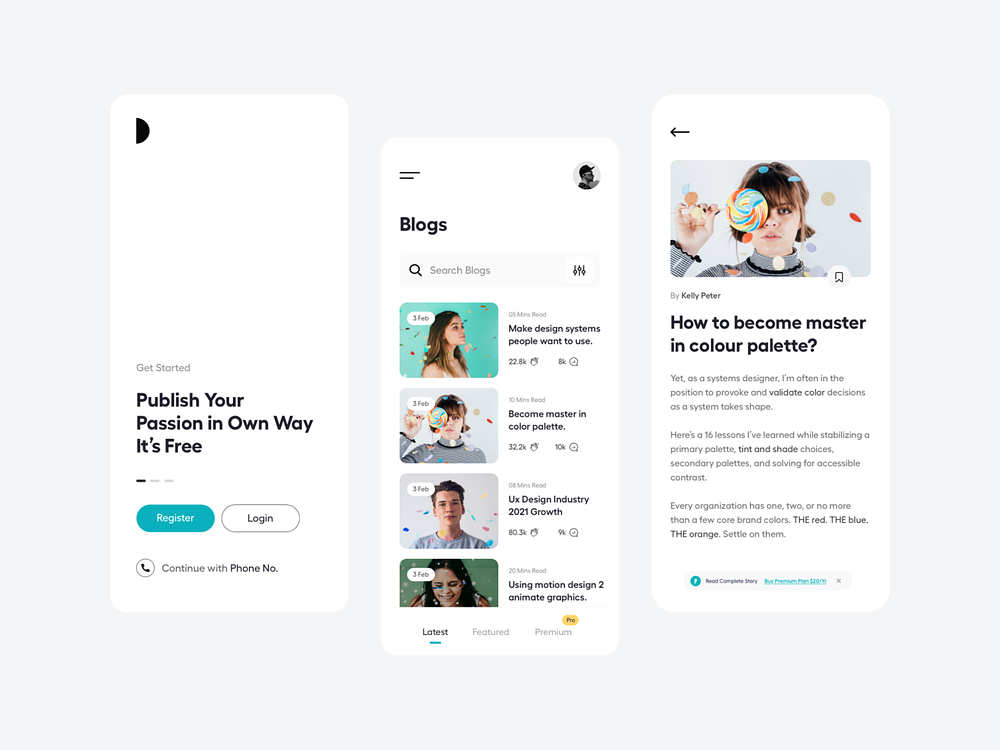 Get Started
Publish Your
Passion in Own Way
It's Free
Register
Login
Continue with Phone No.
Blogs
Search Blogs
3 Feb
05 Mins Read
Make design systems
people want to use.
22.8k
8k
3 Feb
10 Mins Read
Become master in
color palette.
32.2k
10k
3 Feb
08 Mins Read
Ux Design Industry
2021 Growth
80.3k
9k
3 Feb
20 Mins Read
Using motion design 2
animate graphics.
Latest
Featured
Premium
Pro
By Kelly Peter
How to become master
in colour palette?
Yet, as a systems designer, I'm often in the
position to provoke and validate color decisions
as a system takes shape.
Here's a 16 lessons I've learned while stabilizing a
primary palette, tint and shade choices,
secondary palettes, and solving for accessible
contrast.
Every organization has one, two, or no more
than a few core brand colors. THE red. THE blue.
THE orange. Settle on them.
Read Complete Story
Buy Premium Plan $20/Yr